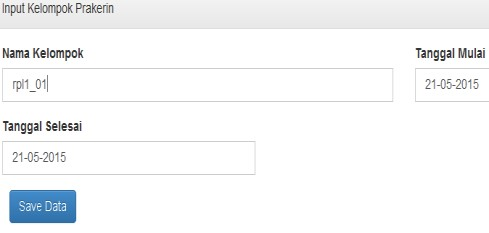 Input Kelompok Prakerin
Nama Kelompok
Tanggal Mulai
rpl1_01
21-05-2015
Tanggal Selesai
21-05-2015
Save Data